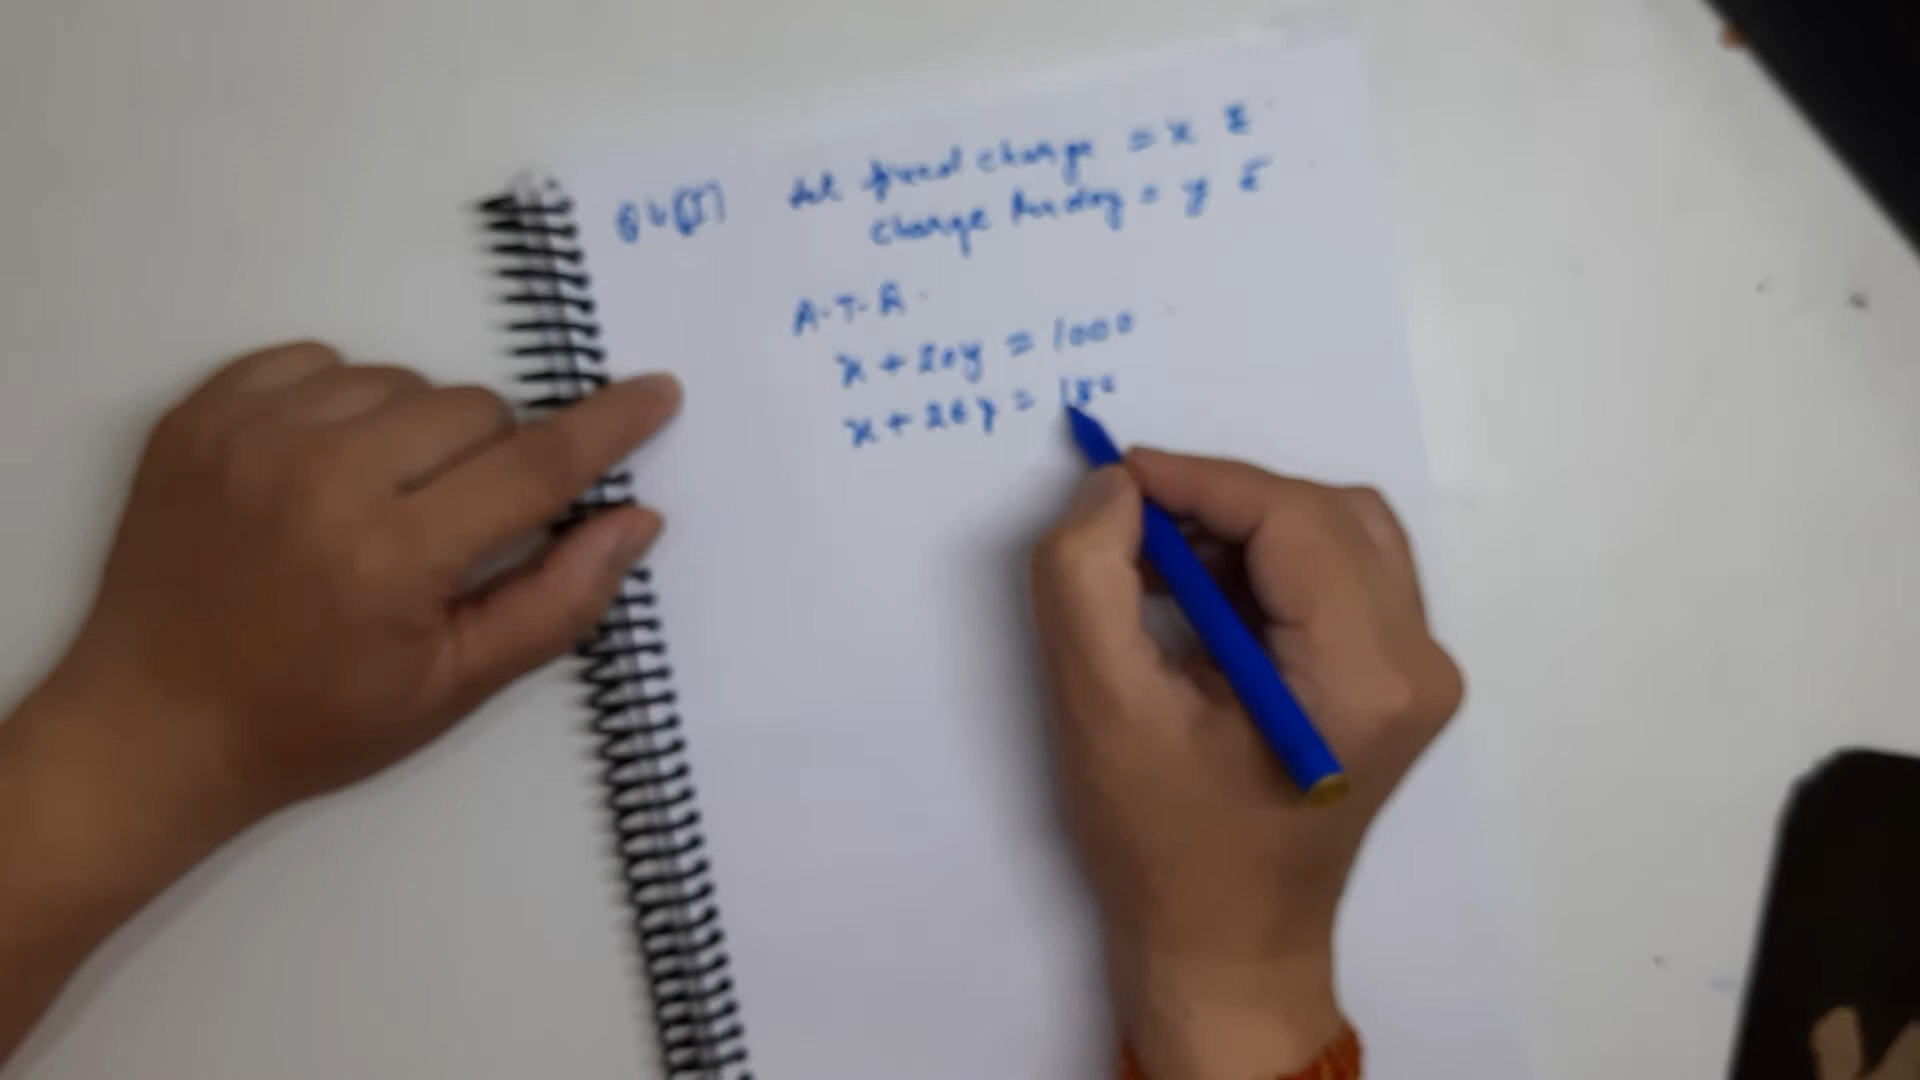 Let fixed charge = x ₹
charge per day = y ₹
A.T.Q.
x + 20y = 1000
x + 26y =